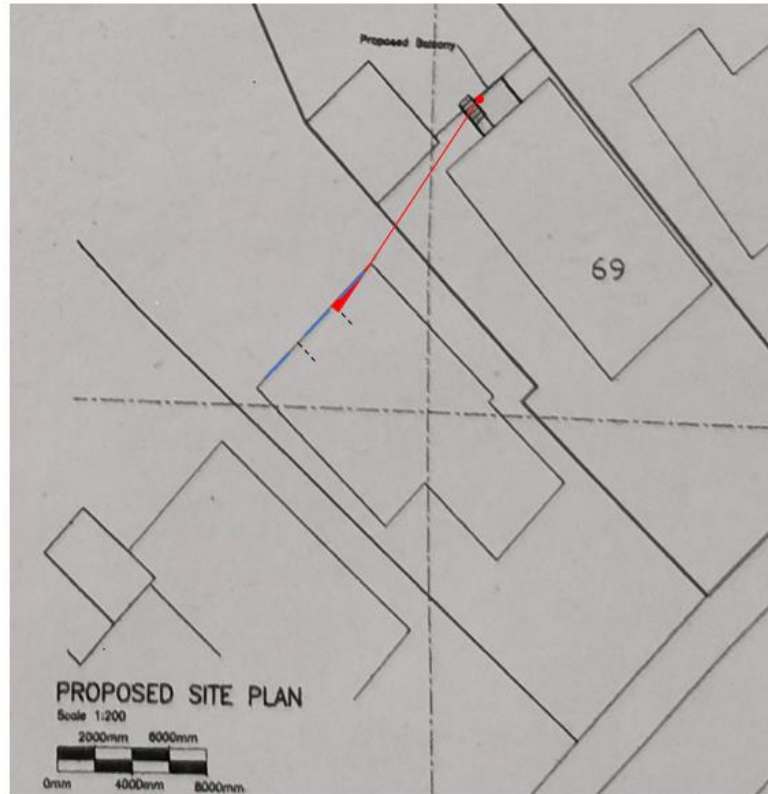 Proposed Balcony
69
PROPOSED SITE PLAN
Scale 1:200
2000mm 6000mm
0mm 4000mm 8000mm